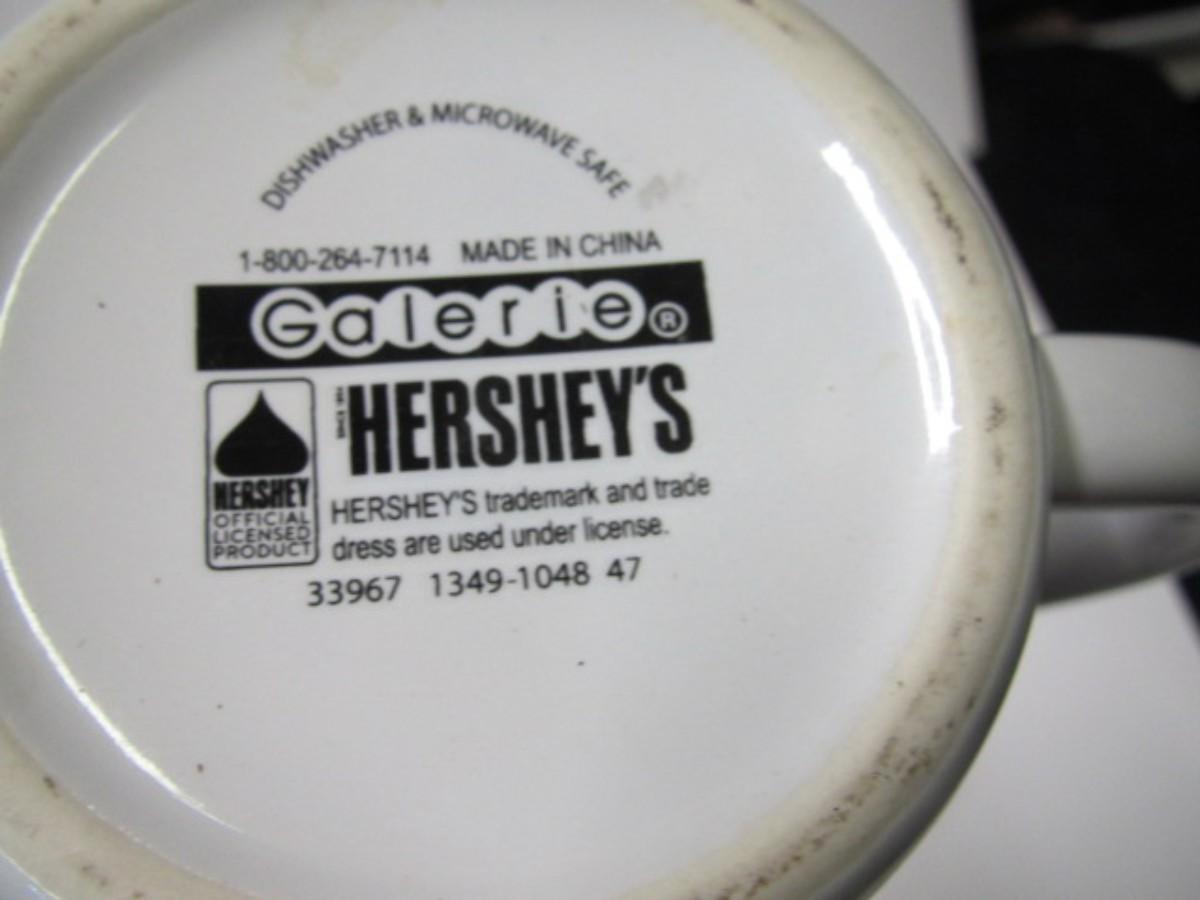 DISHWASHER & MICROWAVE SAFE
1-800-264-7114 MADE IN CHINA
Galerie®
HERSHEY'S
HERSHEY
OFFICIAL
LICENSED
PRODUCT
HERSHEY'S trademark and trade
dress are used under license.
33967 1349-1048 47